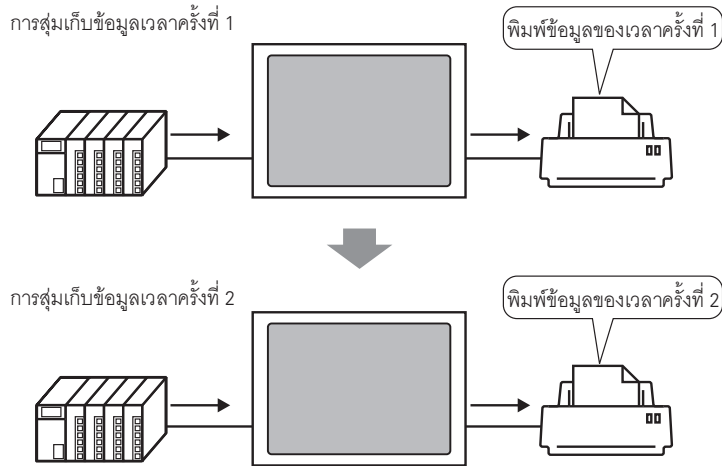 การสุ่มเก็บข้อมูลเวลาครั้งที่ 1
พิมพ์ข้อมูลของเวลาครั้งที่ 1
การสุ่มเก็บข้อมูลเวลาครั้งที่ 2
พิมพ์ข้อมูลของเวลาครั้งที่ 2